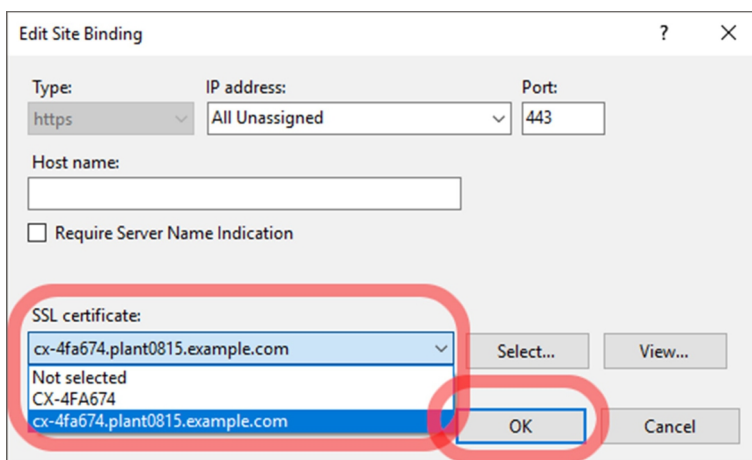 Edit Site Binding ? ×
Type: IP address: Port:
https All Unassigned 443
Host name:
Require Server Name Indication
SSL certificate:
cx-4fa674.plant0815.example.com Select... View...
Not selected
CX-4FA674
cx-4fa674.plant0815.example.com OK Cancel